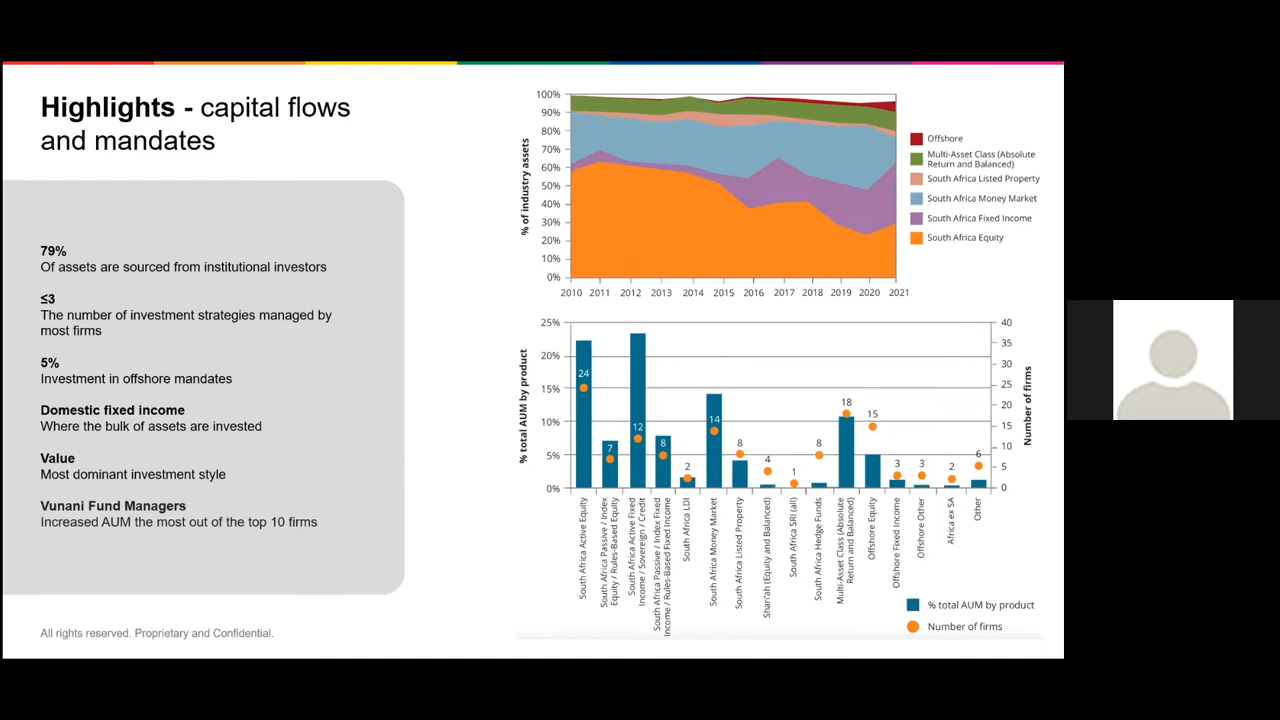 Highlights - capital flows
and mandates
79%
Of assets are sourced from institutional investors
≤3
The number of investment strategies managed by
most firms
5%
Investment in offshore mandates
Domestic fixed income
Where the bulk of assets are invested
Value
Most dominant investment style
Vunani Fund Managers
Increased AUM the most out of the top 10 firms
All rights reserved. Proprietary and Confidential.
% of industry assets
100%
90%
80%
70%
60%
50%
40%
30%
20%
10%
0%
2010 2011 2012 2013 2014 2015 2016 2017 2018 2019 2020 2021
Offshore
Multi-Asset Class (Absolute
Return and Balanced)
South Africa Listed Property
South Africa Money Market
South Africa Fixed Income
South Africa Equity
% total AUM by product
25%
20%
15%
10%
5%
0%
24 7 12 8 2 14 8 4 1 8 18 15 3 3 2 6
40
35
30
25
20
15
10
5
0
Number of firms
South Africa Active Equity
South Africa Passive / Index
Equity / Rules-Based Equity
South Africa Active Fixed
Income / Sovereign / Credit
South Africa Passive / Index Fixed
Income / Rules-Based Fixed Income
South Africa LDI
South Africa Money Market
South Africa Listed Property
Shari'ah (Equity and Balanced)
South Africa SRI (all)
South Africa Hedge Funds
Multi-Asset Class (Absolute
Return and Balanced)
Offshore Equity
Offshore Fixed Income
Offshore Other
Africa ex SA
Other
% total AUM by product
Number of firms